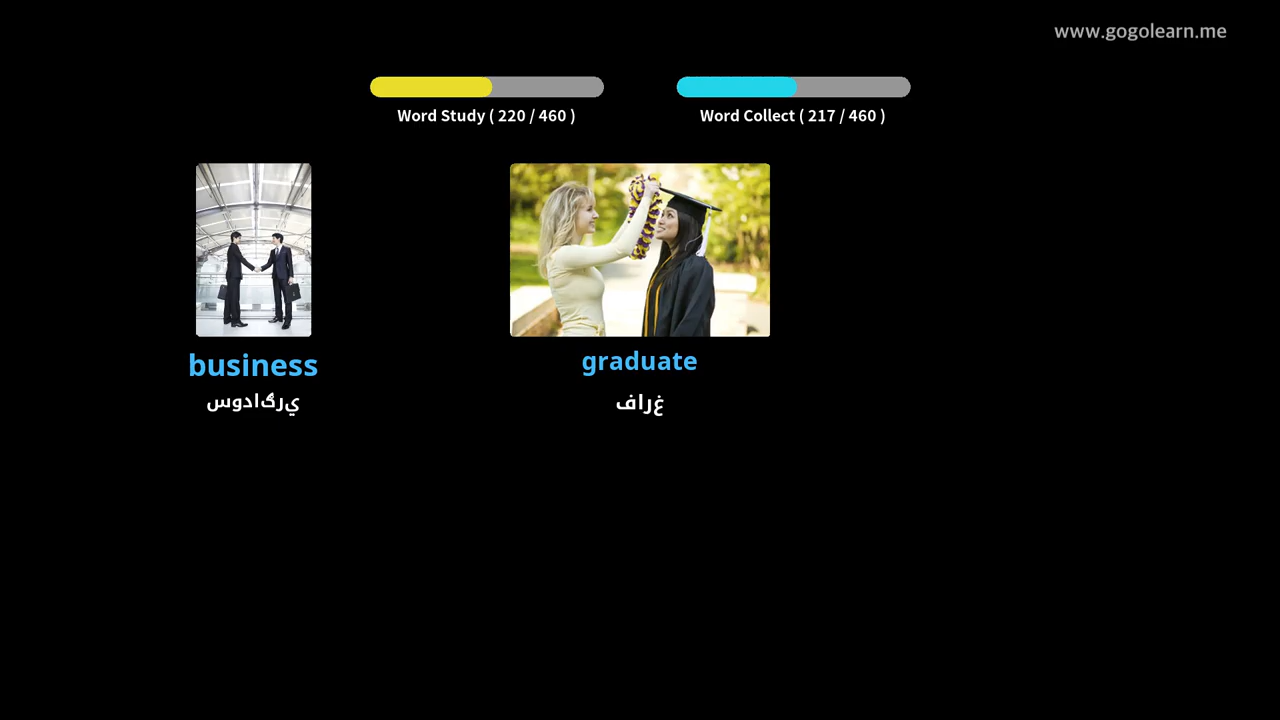 www.gogolearn.me
Word Study ( 220 / 460 )
Word Collect ( 217 / 460 )
business
graduate
يرگادوس
غراف